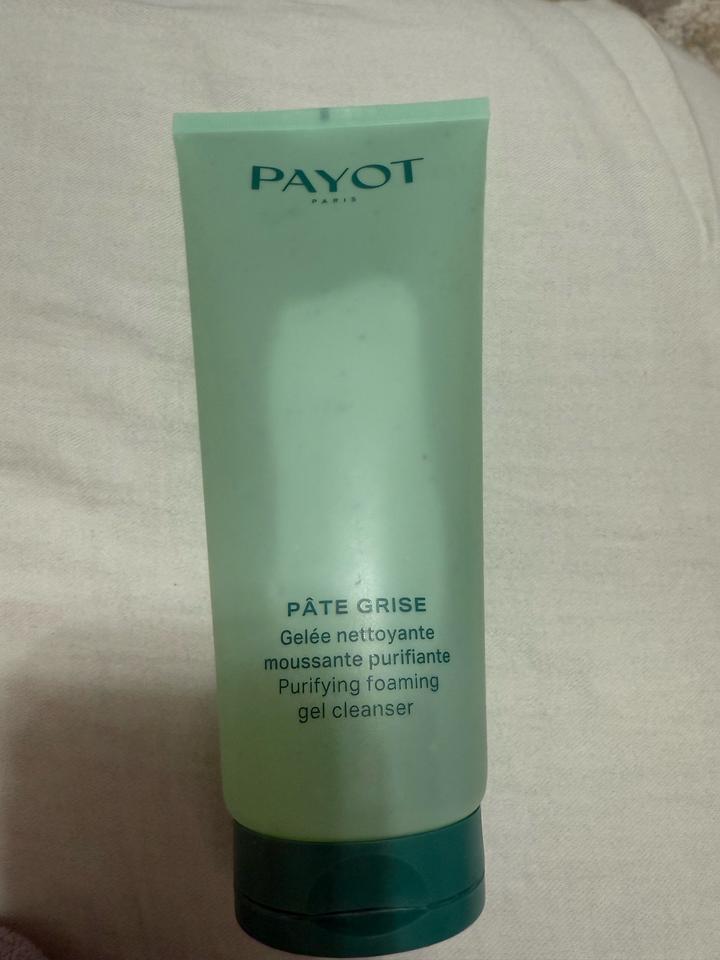 PAYOT
PARIS
PÂTE GRISE
Gelée nettoyante
moussante purifiante
Purifying foaming
gel cleanser